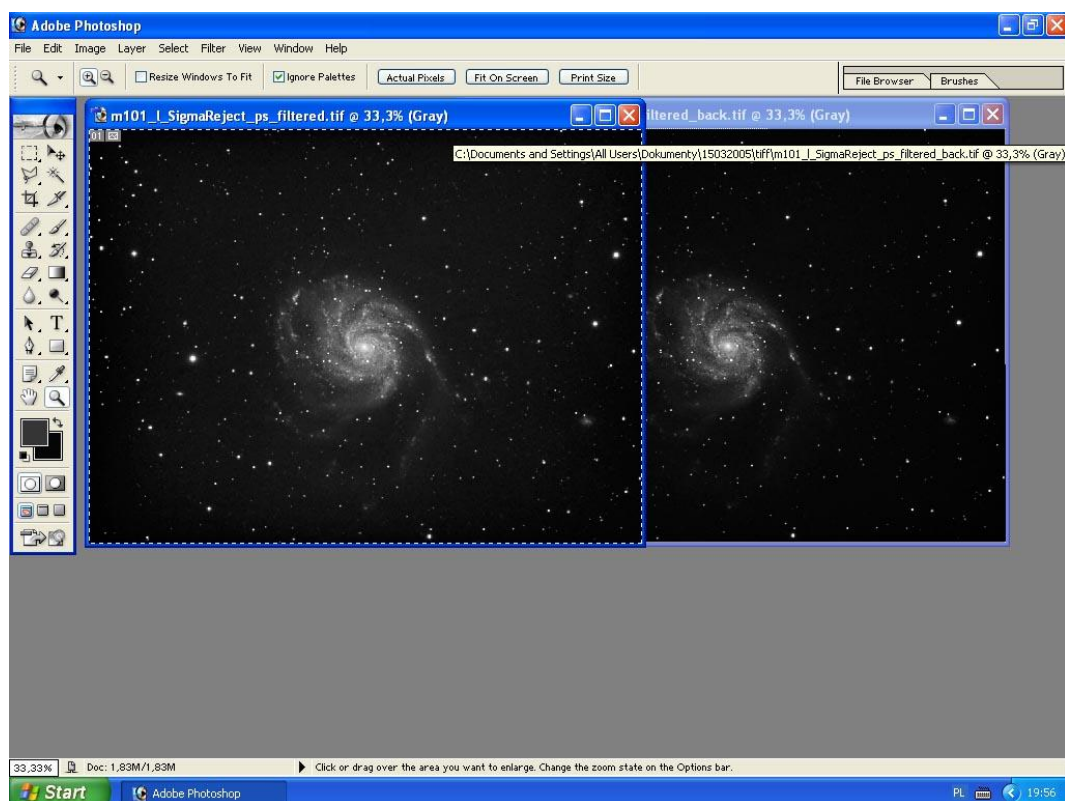 Adobe Photoshop
File Edit Image Layer Select Filter View Window Help
Resize Windows To Fit Ignore Palettes Actual Pixels Fit On Screen Print Size File Browser Brushes
m101_l_SigmaReject_ps_filtered.tif @ 33,3% (Gray)
iltered_back.tif @ 33,3% (Gray)
01
C:\Documents and Settings\All Users\Dokumenty\15032005\tiff\m101_l_SigmaReject_ps_filtered_back.tif @ 33,3% (Gray)
T
33,33% Doc: 1,83M/1,83M Click or drag over the area you want to enlarge. Change the zoom state on the Options bar.
Start Adobe Photoshop PL 19:56